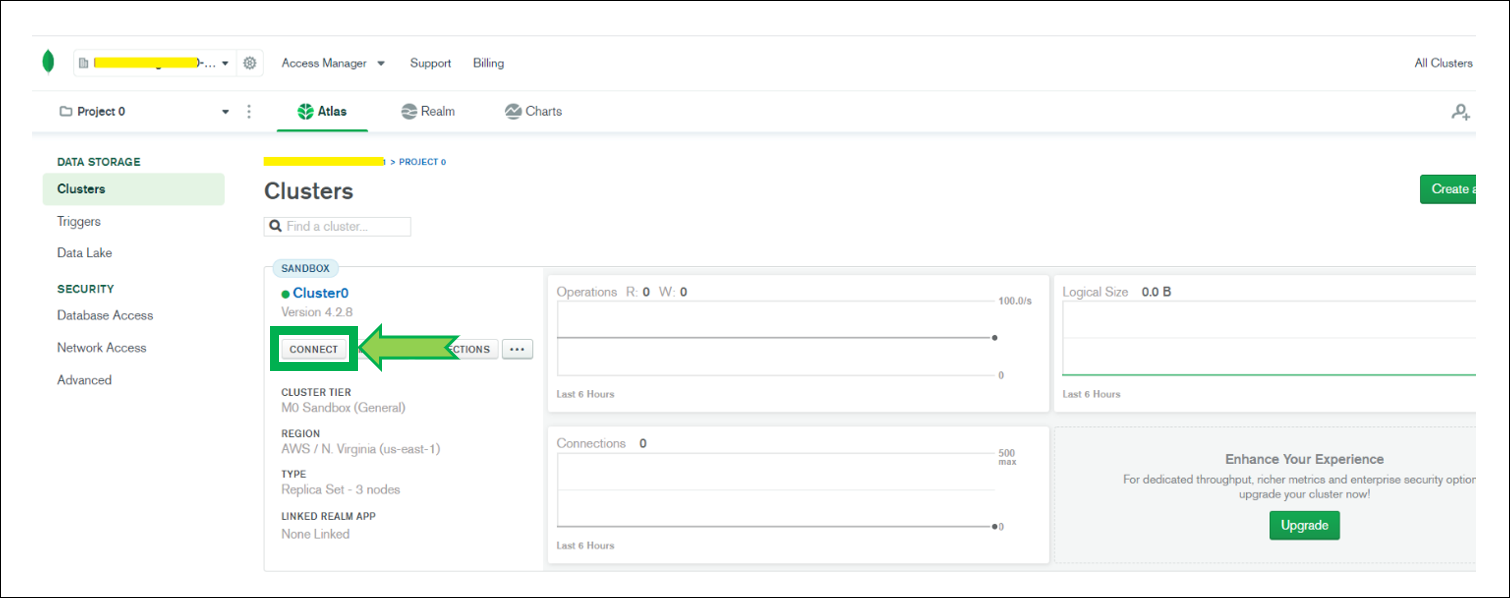 Access Manager Support Billing All Clusters
Project 0 Atlas Realm Charts
DATA STORAGE
Clusters
Triggers
Data Lake
SECURITY
Database Access
Network Access
Advanced
> PROJECT 0
Clusters
Create a
Find a cluster...
SANDBOX
Cluster0
Version 4.2.8
CONNECT ECTIONS ...
CLUSTER TIER
M0 Sandbox (General)
REGION
AWS / N. Virginia (us-east-1)
TYPE
Replica Set - 3 nodes
LINKED REALM APP
None Linked
Operations R: 0 W: 0
100.0/s
0
Last 6 Hours
Logical Size 0.0 B
Last 6 Hours
Connections 0
500
max
0
Last 6 Hours
Enhance Your Experience
For dedicated throughput, richer metrics and enterprise security option
upgrade your cluster now!
Upgrade